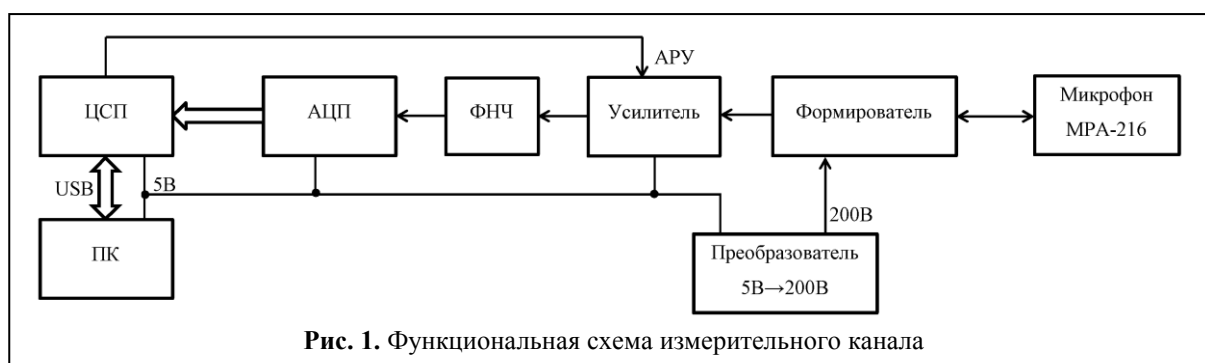 АРУ
ЦСП
АЦП
ФНЧ
Усилитель
Формирователь
Микрофон
МРА-216
USB
5В
200В
ПК
Преобразователь
5В→200В
Рис. 1. Функциональная схема измерительного канала